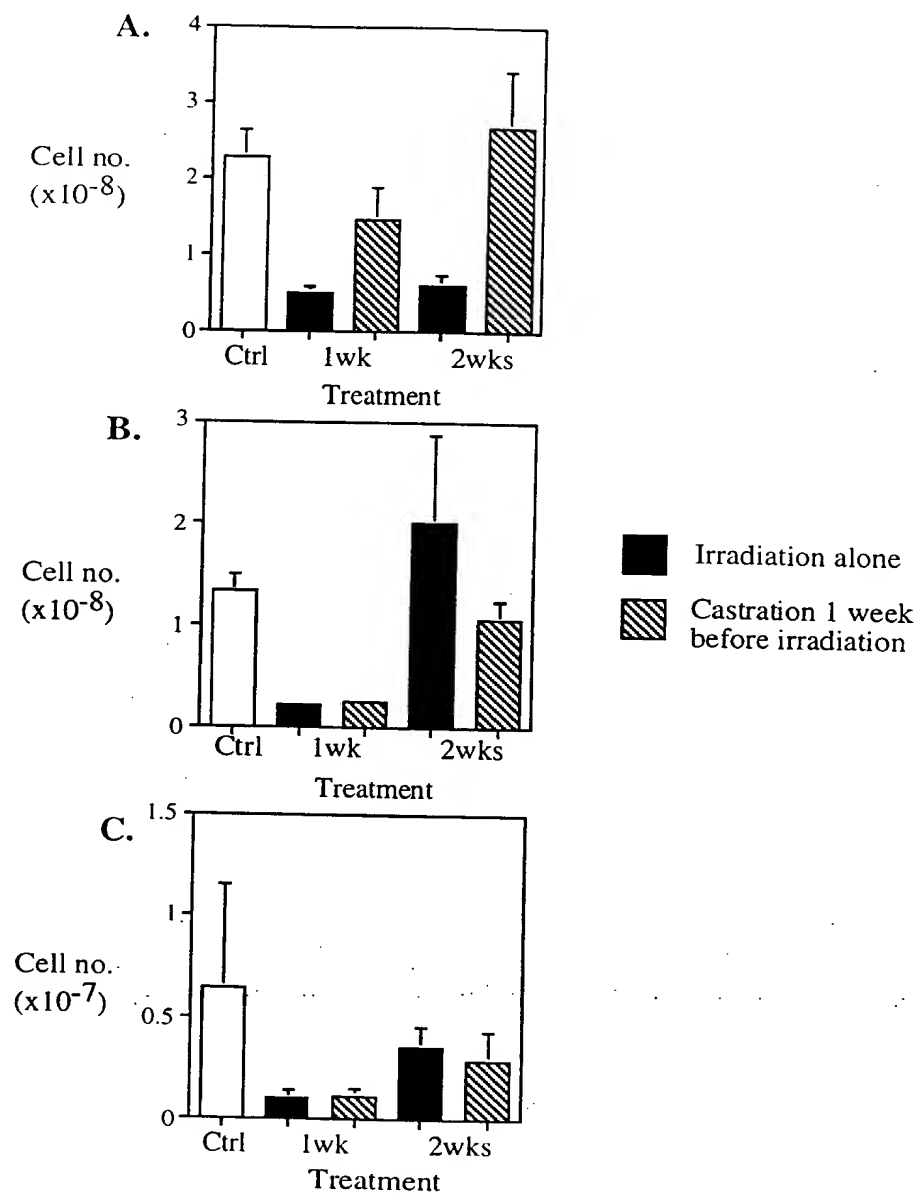 A.
4
3
2
1
0
Cell no.
(x10-8)
Ctrl 1wk 2wks
Treatment
B.
3
2
1
0
Cell no.
(x10-8)
Ctrl 1wk 2wks
Treatment
Irradiation alone
Castration 1 week
before irradiation
C.
1.5
1
0.5
0
Cell no.
(x10-7)
Ctrl 1wk 2wks
Treatment